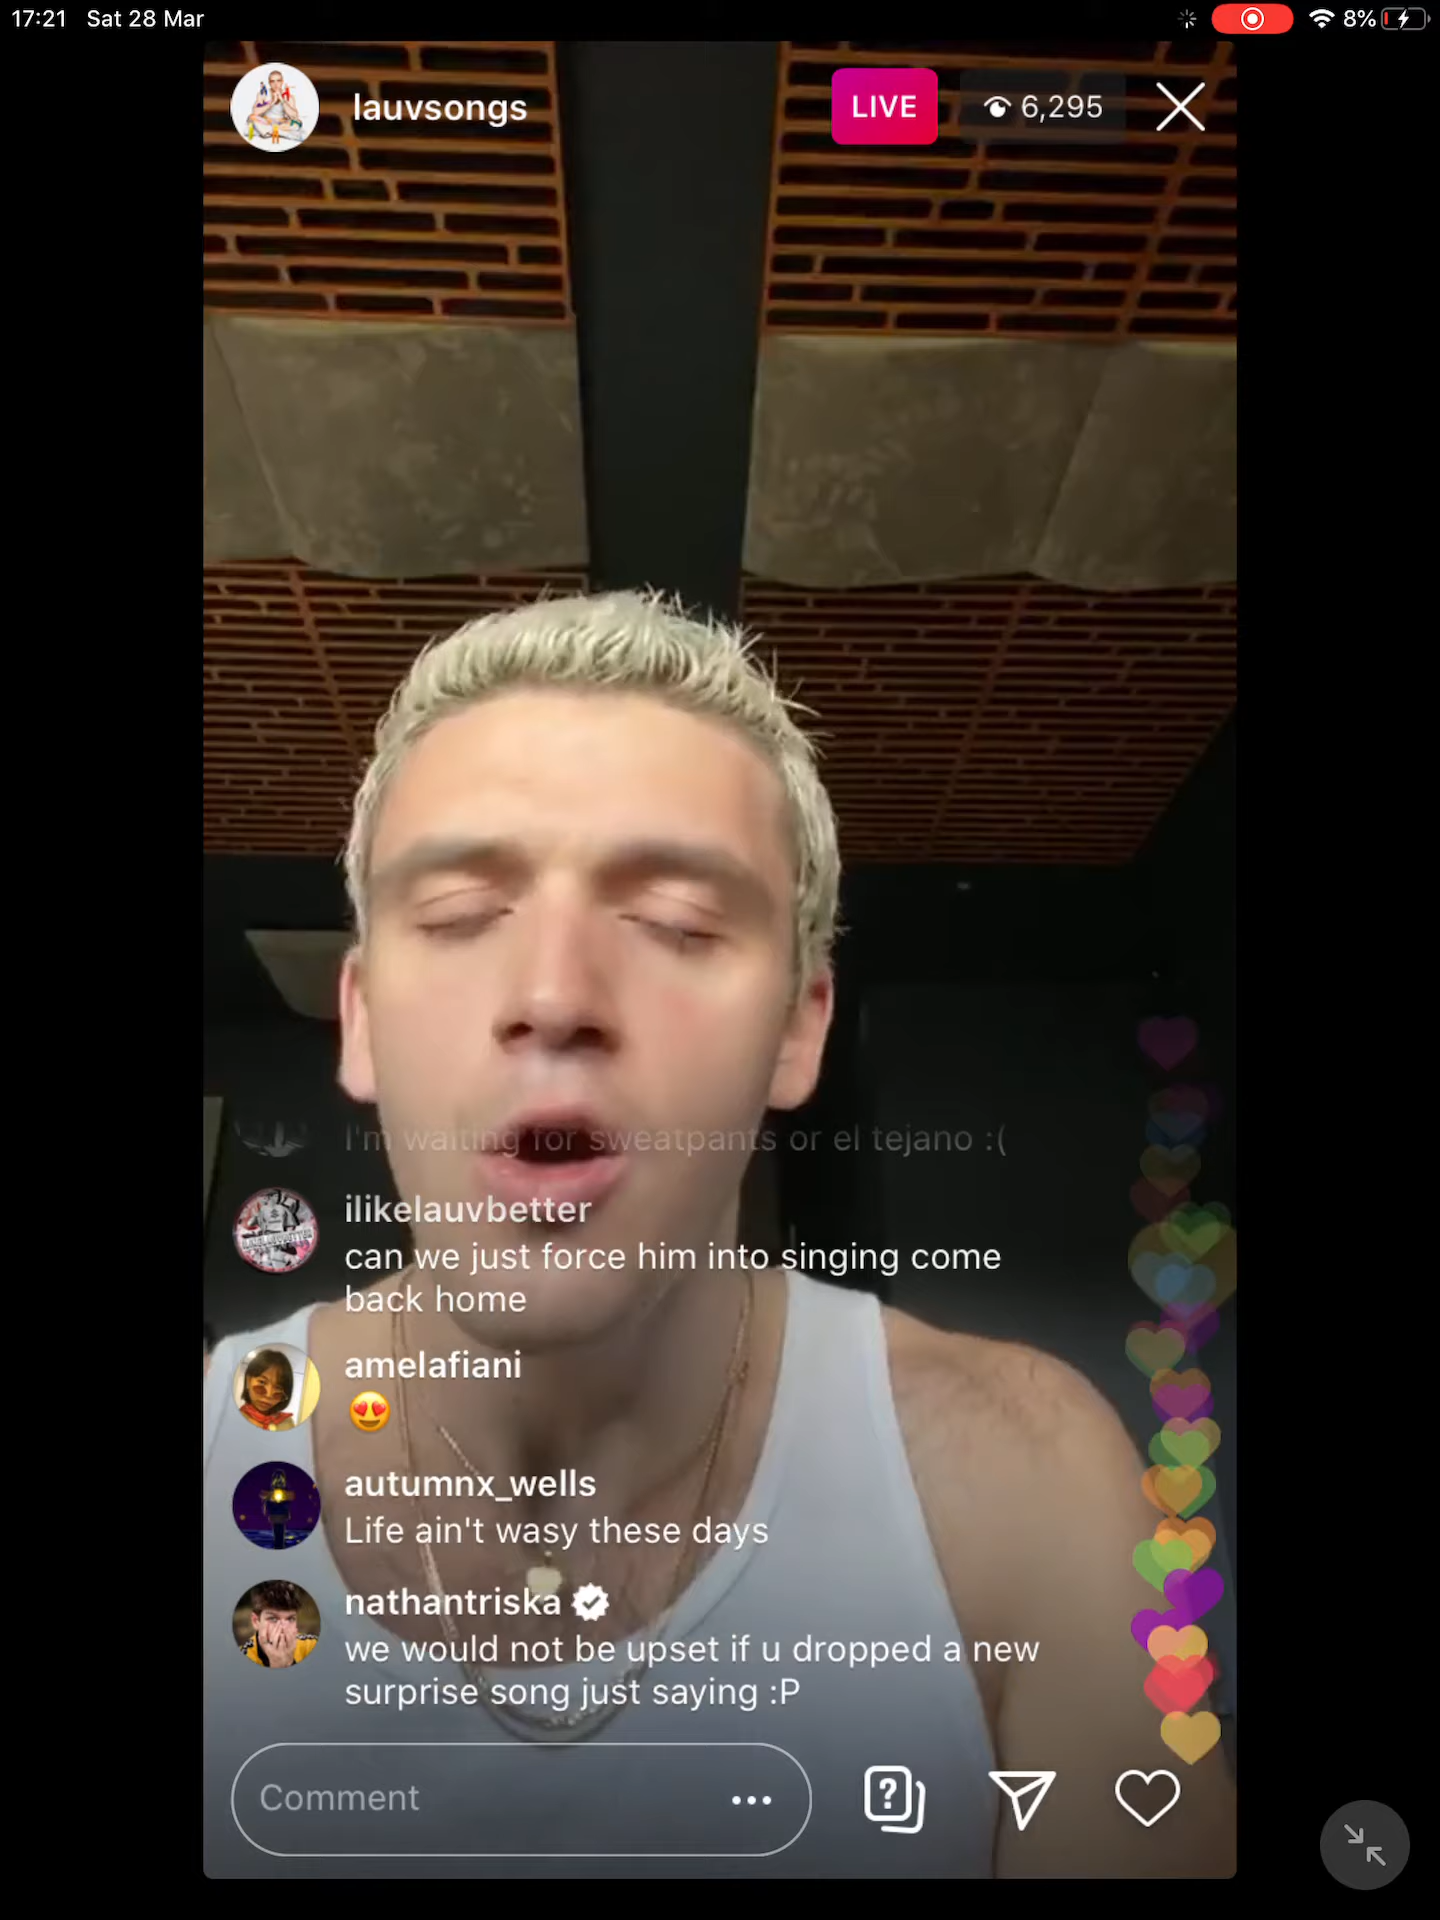 17:21 Sat 28 Mar
8%
lauvsongs
LIVE
6,295
I'm waiting for sweatpants or el tejano :(
ilikelauvbetter
can we just force him into singing come
back home
amelafiani
😍
autumnx_wells
Life ain't wasy these days
nathantriska
we would not be upset if u dropped a new
surprise song just saying :P
Comment
?